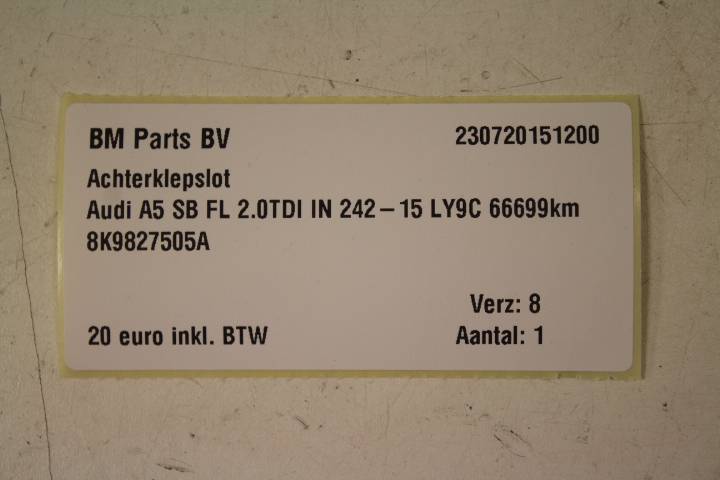 BM Parts BV 230720151200
Achterklepslot
Audi A5 SB FL 2.0TDI IN 242-15 LY9C 66699km
8K9827505A
Verz: 8
20 euro inkl. BTW Aantal: 1